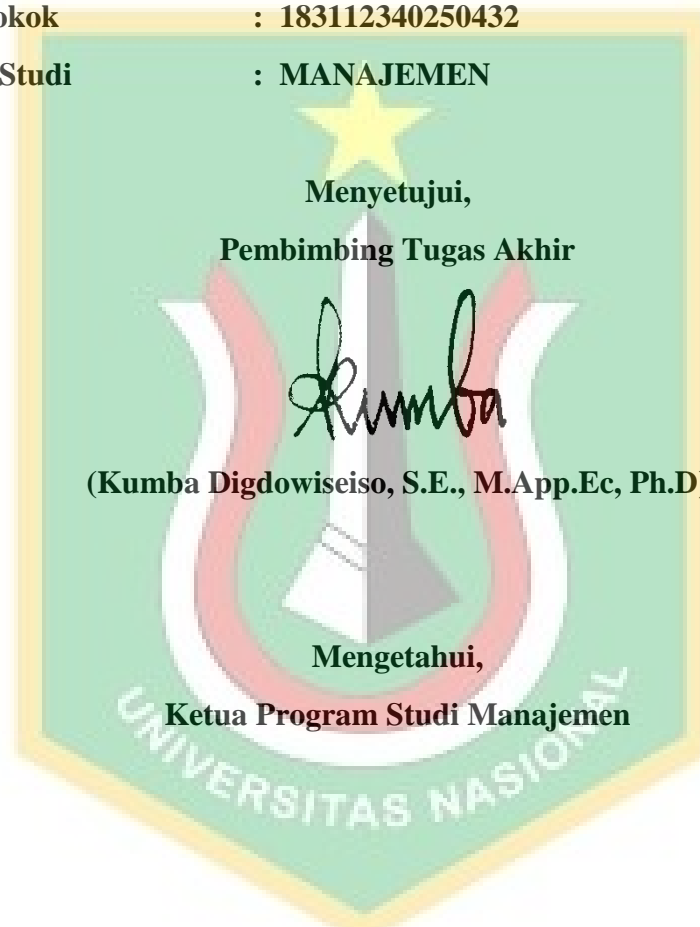 okok : 183112340250432
Studi : MANAJEMEN
Menyetujui,
Pembimbing Tugas Akhir
Kumba
(Kumba Digdowiseiso, S.E., M.App.Ec, Ph.D)
Mengetahui,
Ketua Program Studi Manajemen
UNIVERSITAS NASIONAL